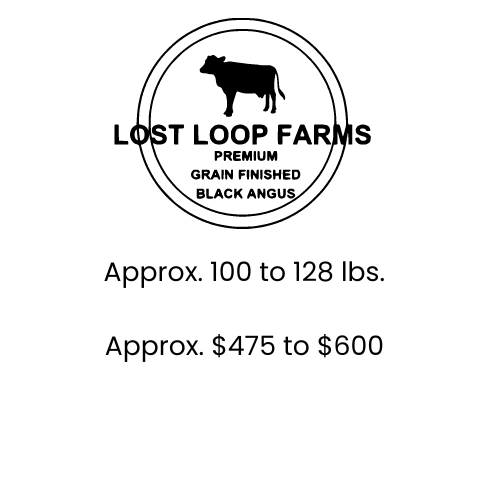 LOST LOOP FARMS
PREMIUM
GRAIN FINISHED
BLACK ANGUS
Approx. 100 to 128 lbs.
Approx. $475 to $600